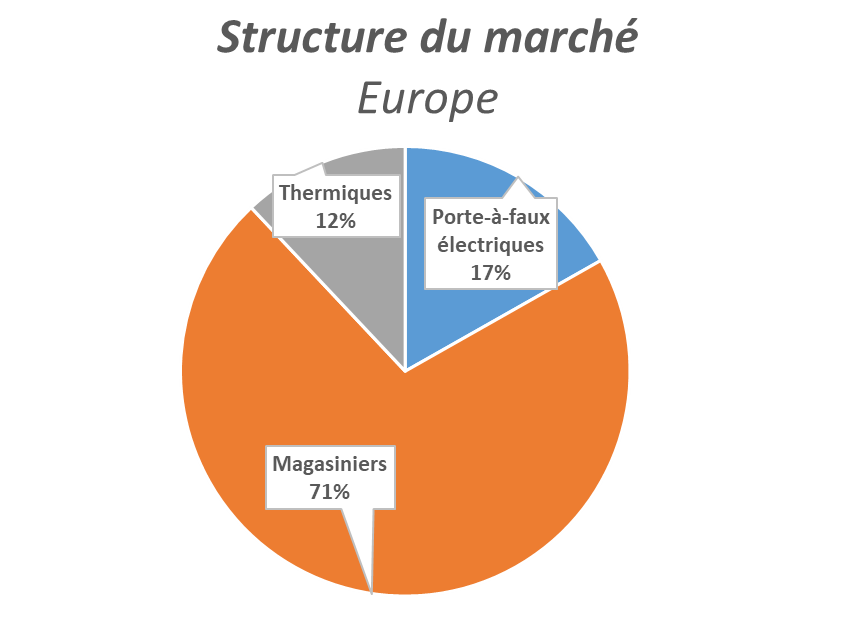 Structure du marché
Europe
Thermiques
12%
Porte-à-faux
électriques
17%
Magasiniers
71%